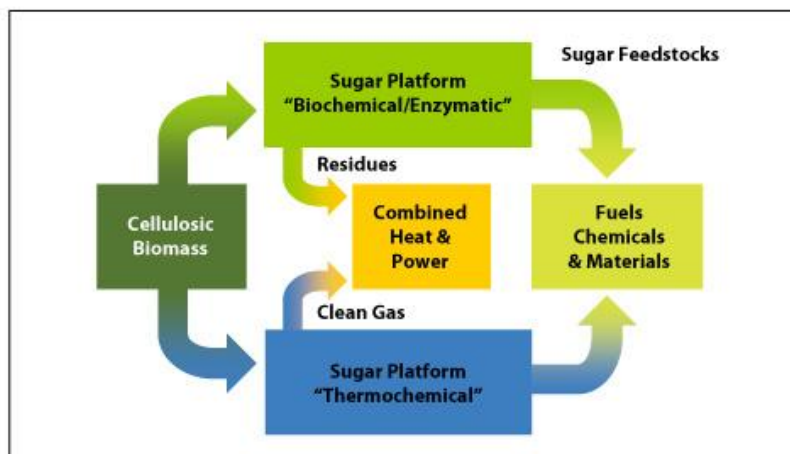 Sugar Feedstocks
Sugar Platform
“Biochemical/Enzymatic”
Residues
Cellulosic
Biomass
Combined
Heat &
Power
Fuels
Chemicals
& Materials
Clean Gas
Sugar Platform
“Thermochemical”